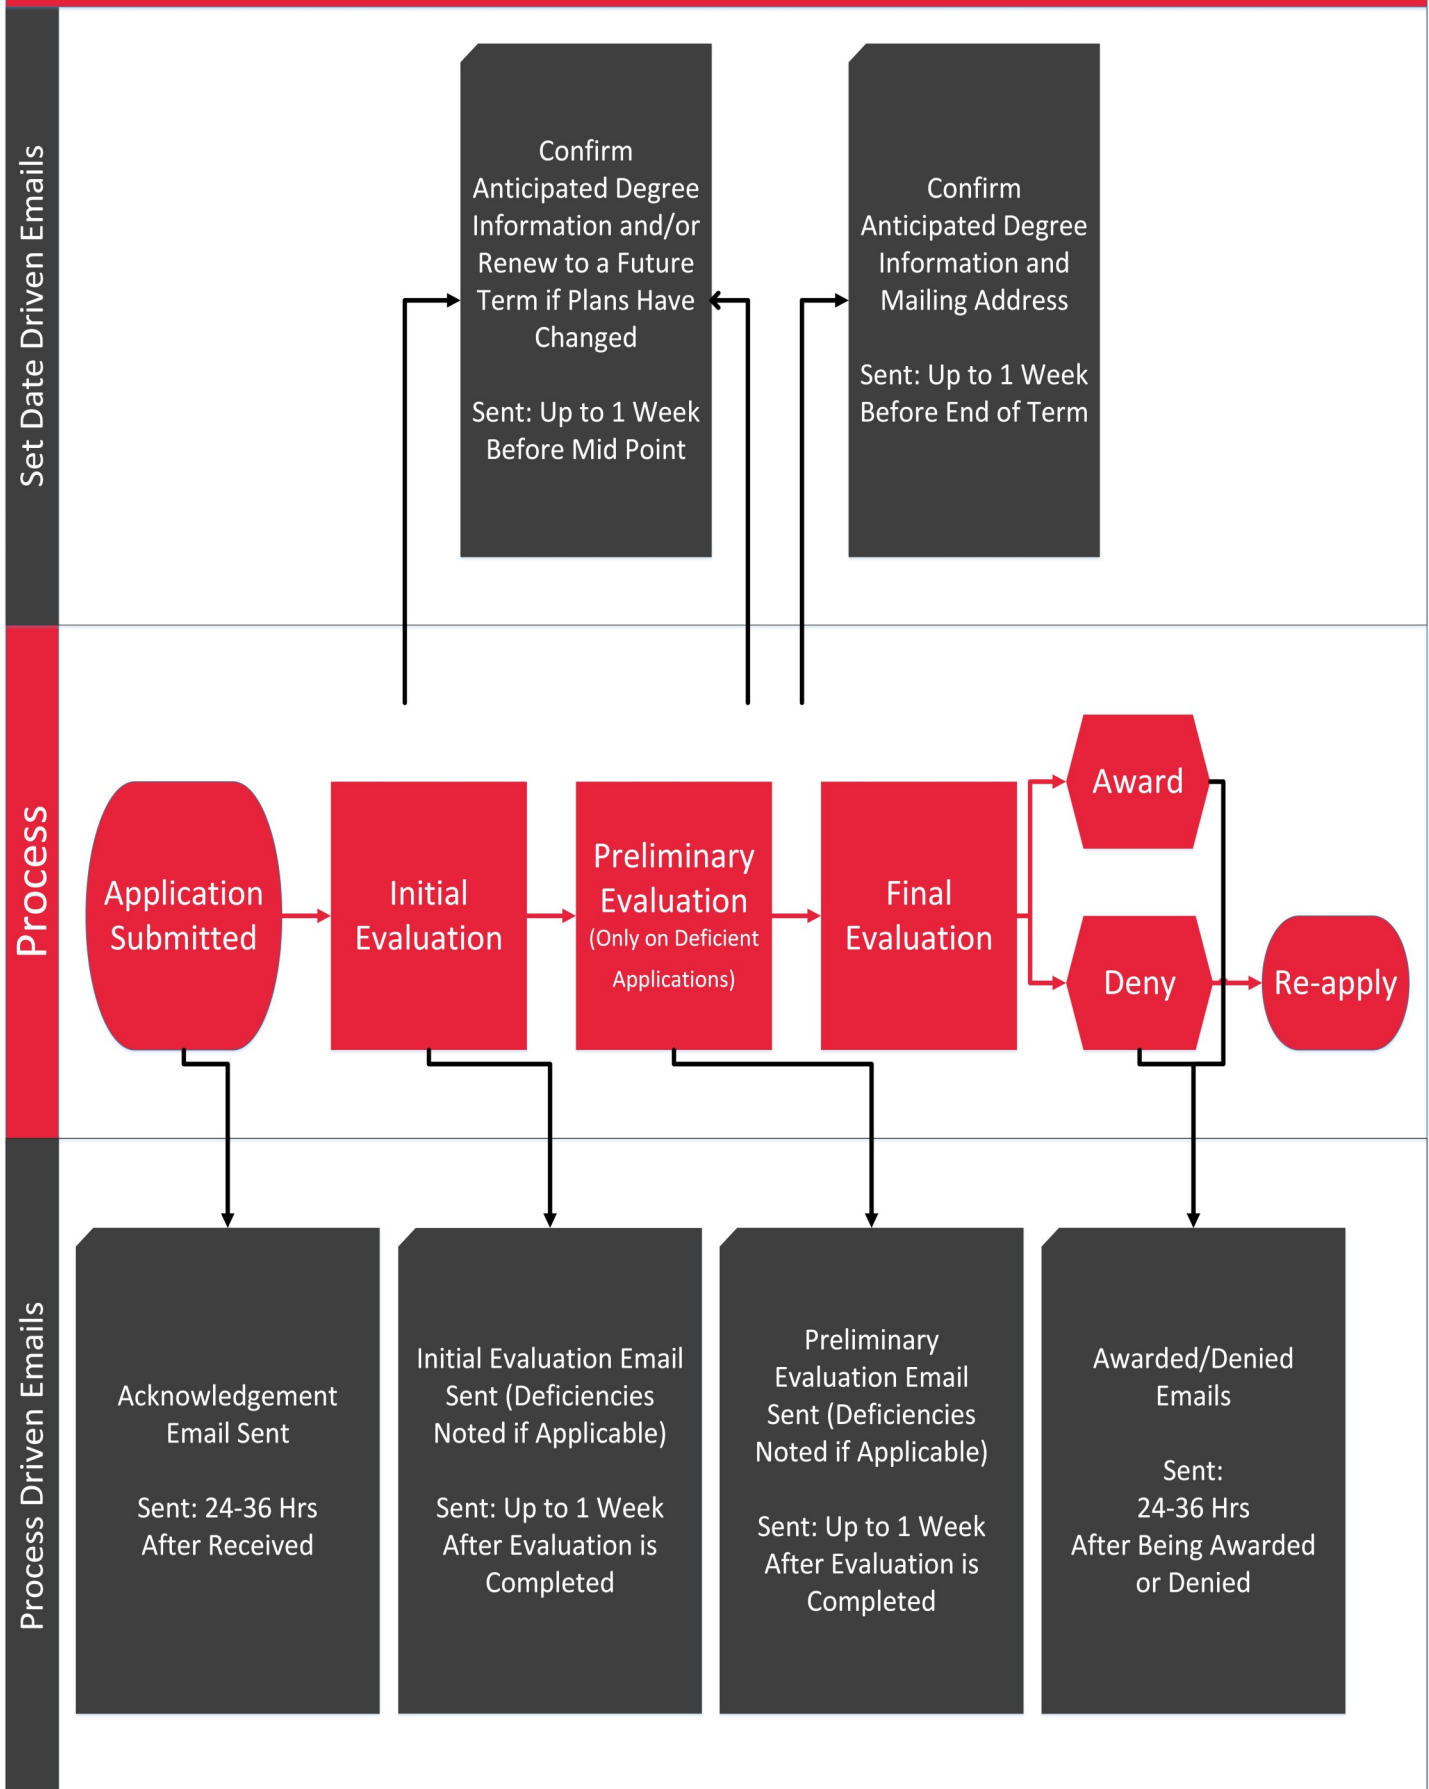 Set Date Driven Emails
Confirm
Anticipated Degree
Information and/or
Renew to a Future
Term if Plans Have
Changed
Sent: Up to 1 Week
Before Mid Point
Confirm
Anticipated Degree
Information and
Mailing Address
Sent: Up to 1 Week
Before End of Term
Process
Application
Submitted
Initial
Evaluation
Preliminary
Evaluation
(Only on Deficient
Applications)
Final
Evaluation
Award
Deny
Re-apply
Process Driven Emails
Acknowledgement
Email Sent
Sent: 24-36 Hrs
After Received
Initial Evaluation Email
Sent (Deficiencies
Noted if Applicable)
Sent: Up to 1 Week
After Evaluation is
Completed
Preliminary
Evaluation Email
Sent (Deficiencies
Noted if Applicable)
Sent: Up to 1 Week
After Evaluation is
Completed
Awarded/Denied
Emails
Sent:
24-36 Hrs
After Being Awarded
or Denied